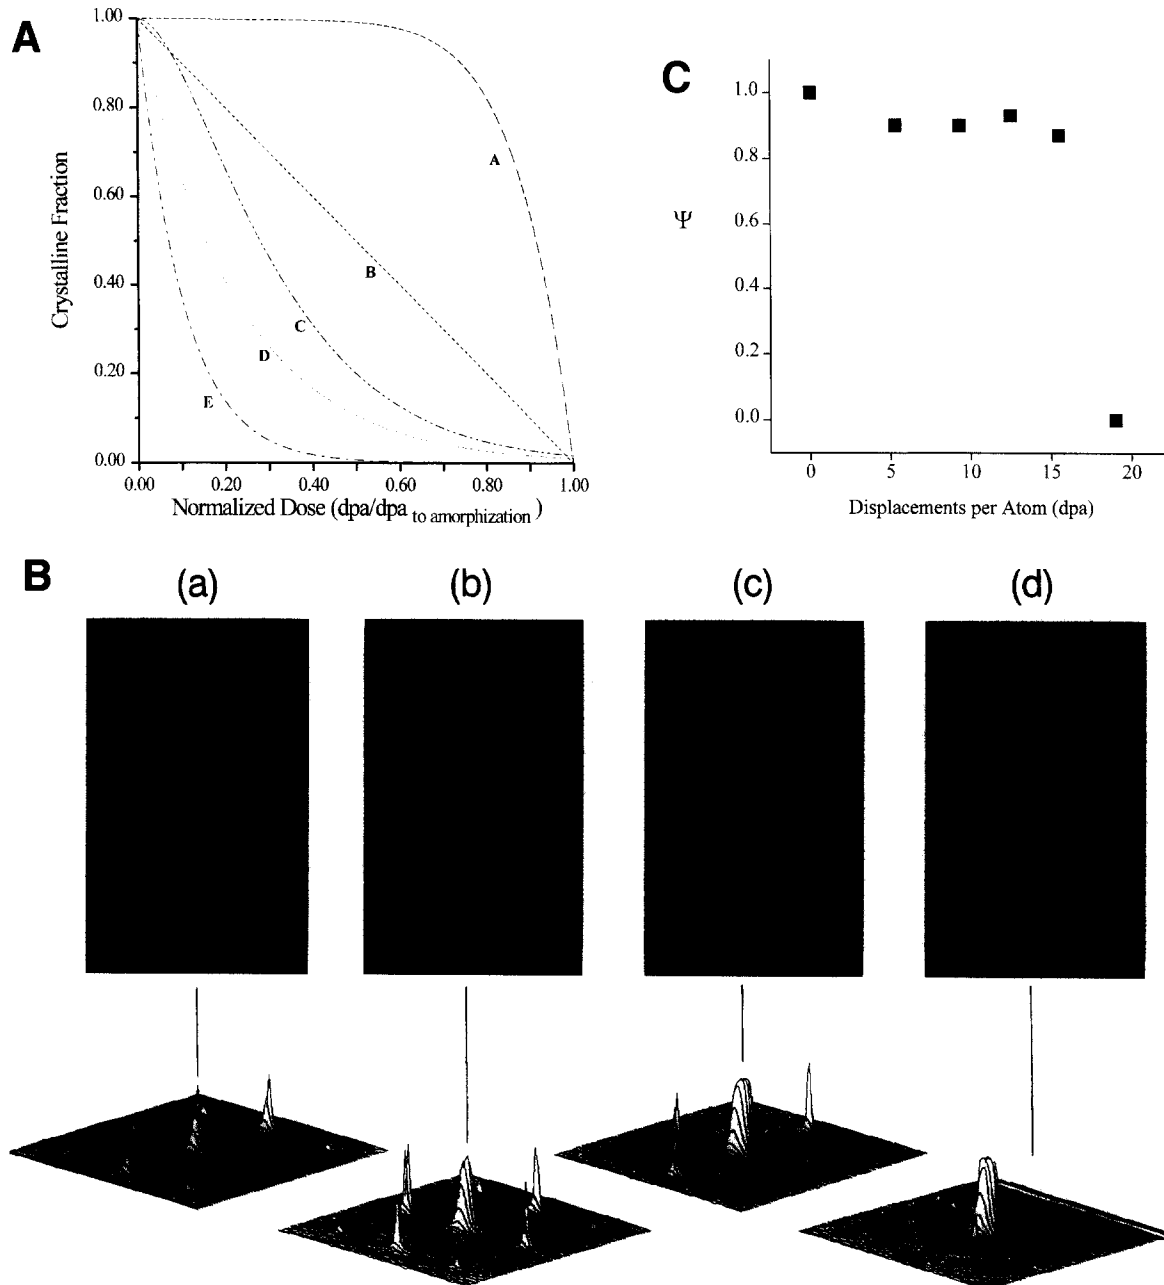 A
Crystalline Fraction
1.00
0.80
0.60
0.40
0.20
0.00
A
B
C
D
E
0.00 0.20 0.40 0.60 0.80 1.00
Normalized Dose (dpa/dpa to amorphization )
C
Ψ
1.0
0.8
0.6
0.4
0.2
0.0
0 5 10 15 20
Displacements per Atom (dpa)
B
(a) (b) (c) (d)